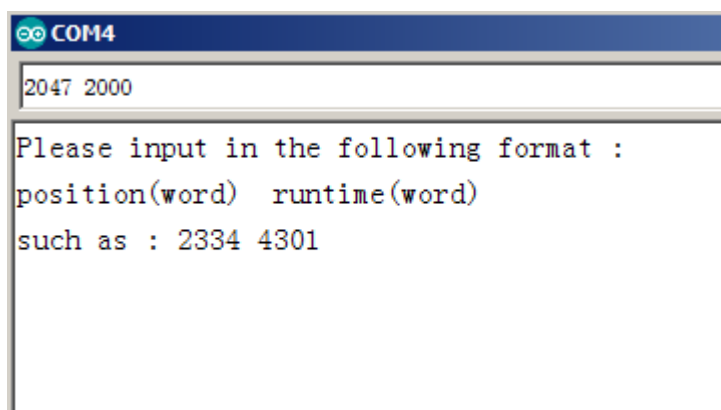 COM4
2047 2000
Please input in the following format :
position(word)  runtime(word)
such as : 2334 4301